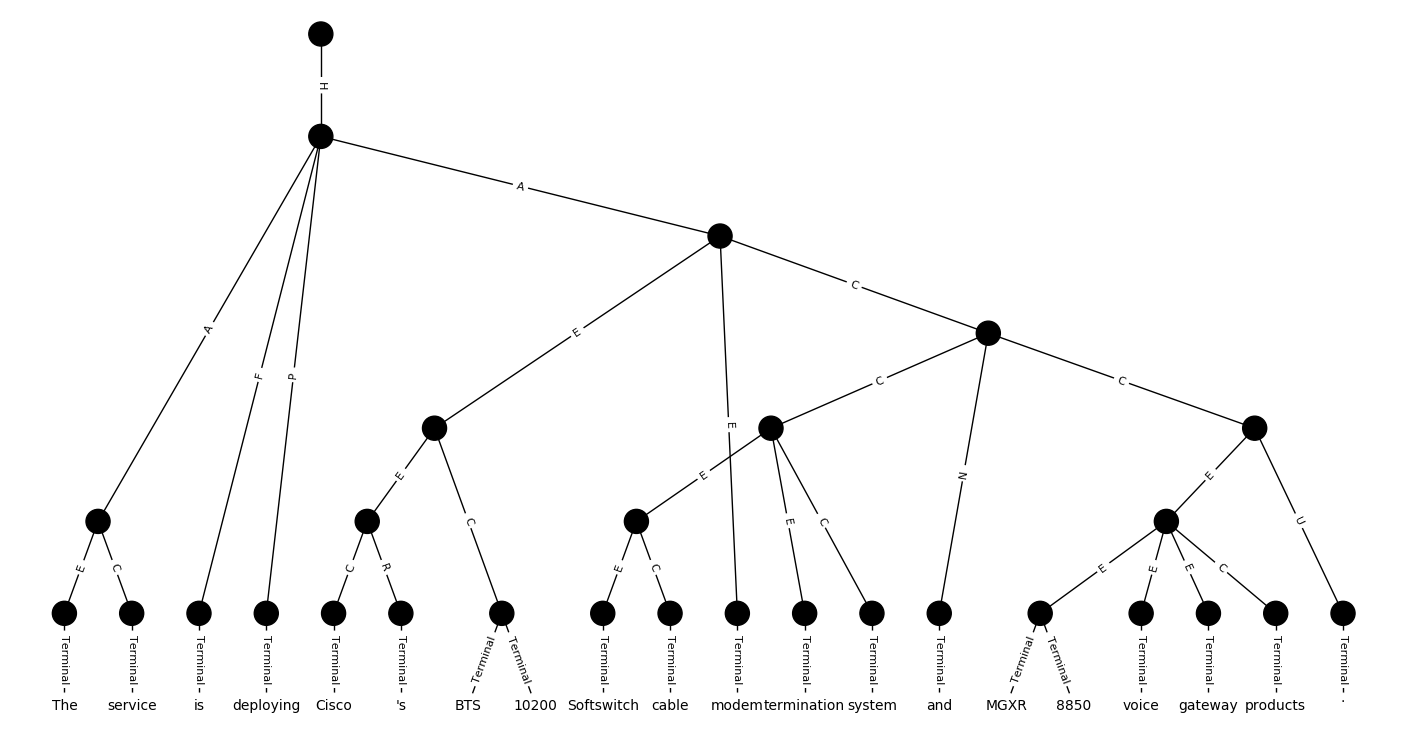 H
A
A
F
P
E
E
C
C
N
C
E
C
E
E
C
E
U
E
C
C
R
E
C
E
E
E
C
Terminal Terminal Terminal Terminal Terminal Terminal Terminal Terminal Terminal Terminal Terminal Terminal Terminal Terminal Terminal Terminal Terminal Terminal Terminal Terminal
The service is deploying Cisco 's BTS 10200 Softswitch cable modem termination system and MGXR 8850 voice gateway products .